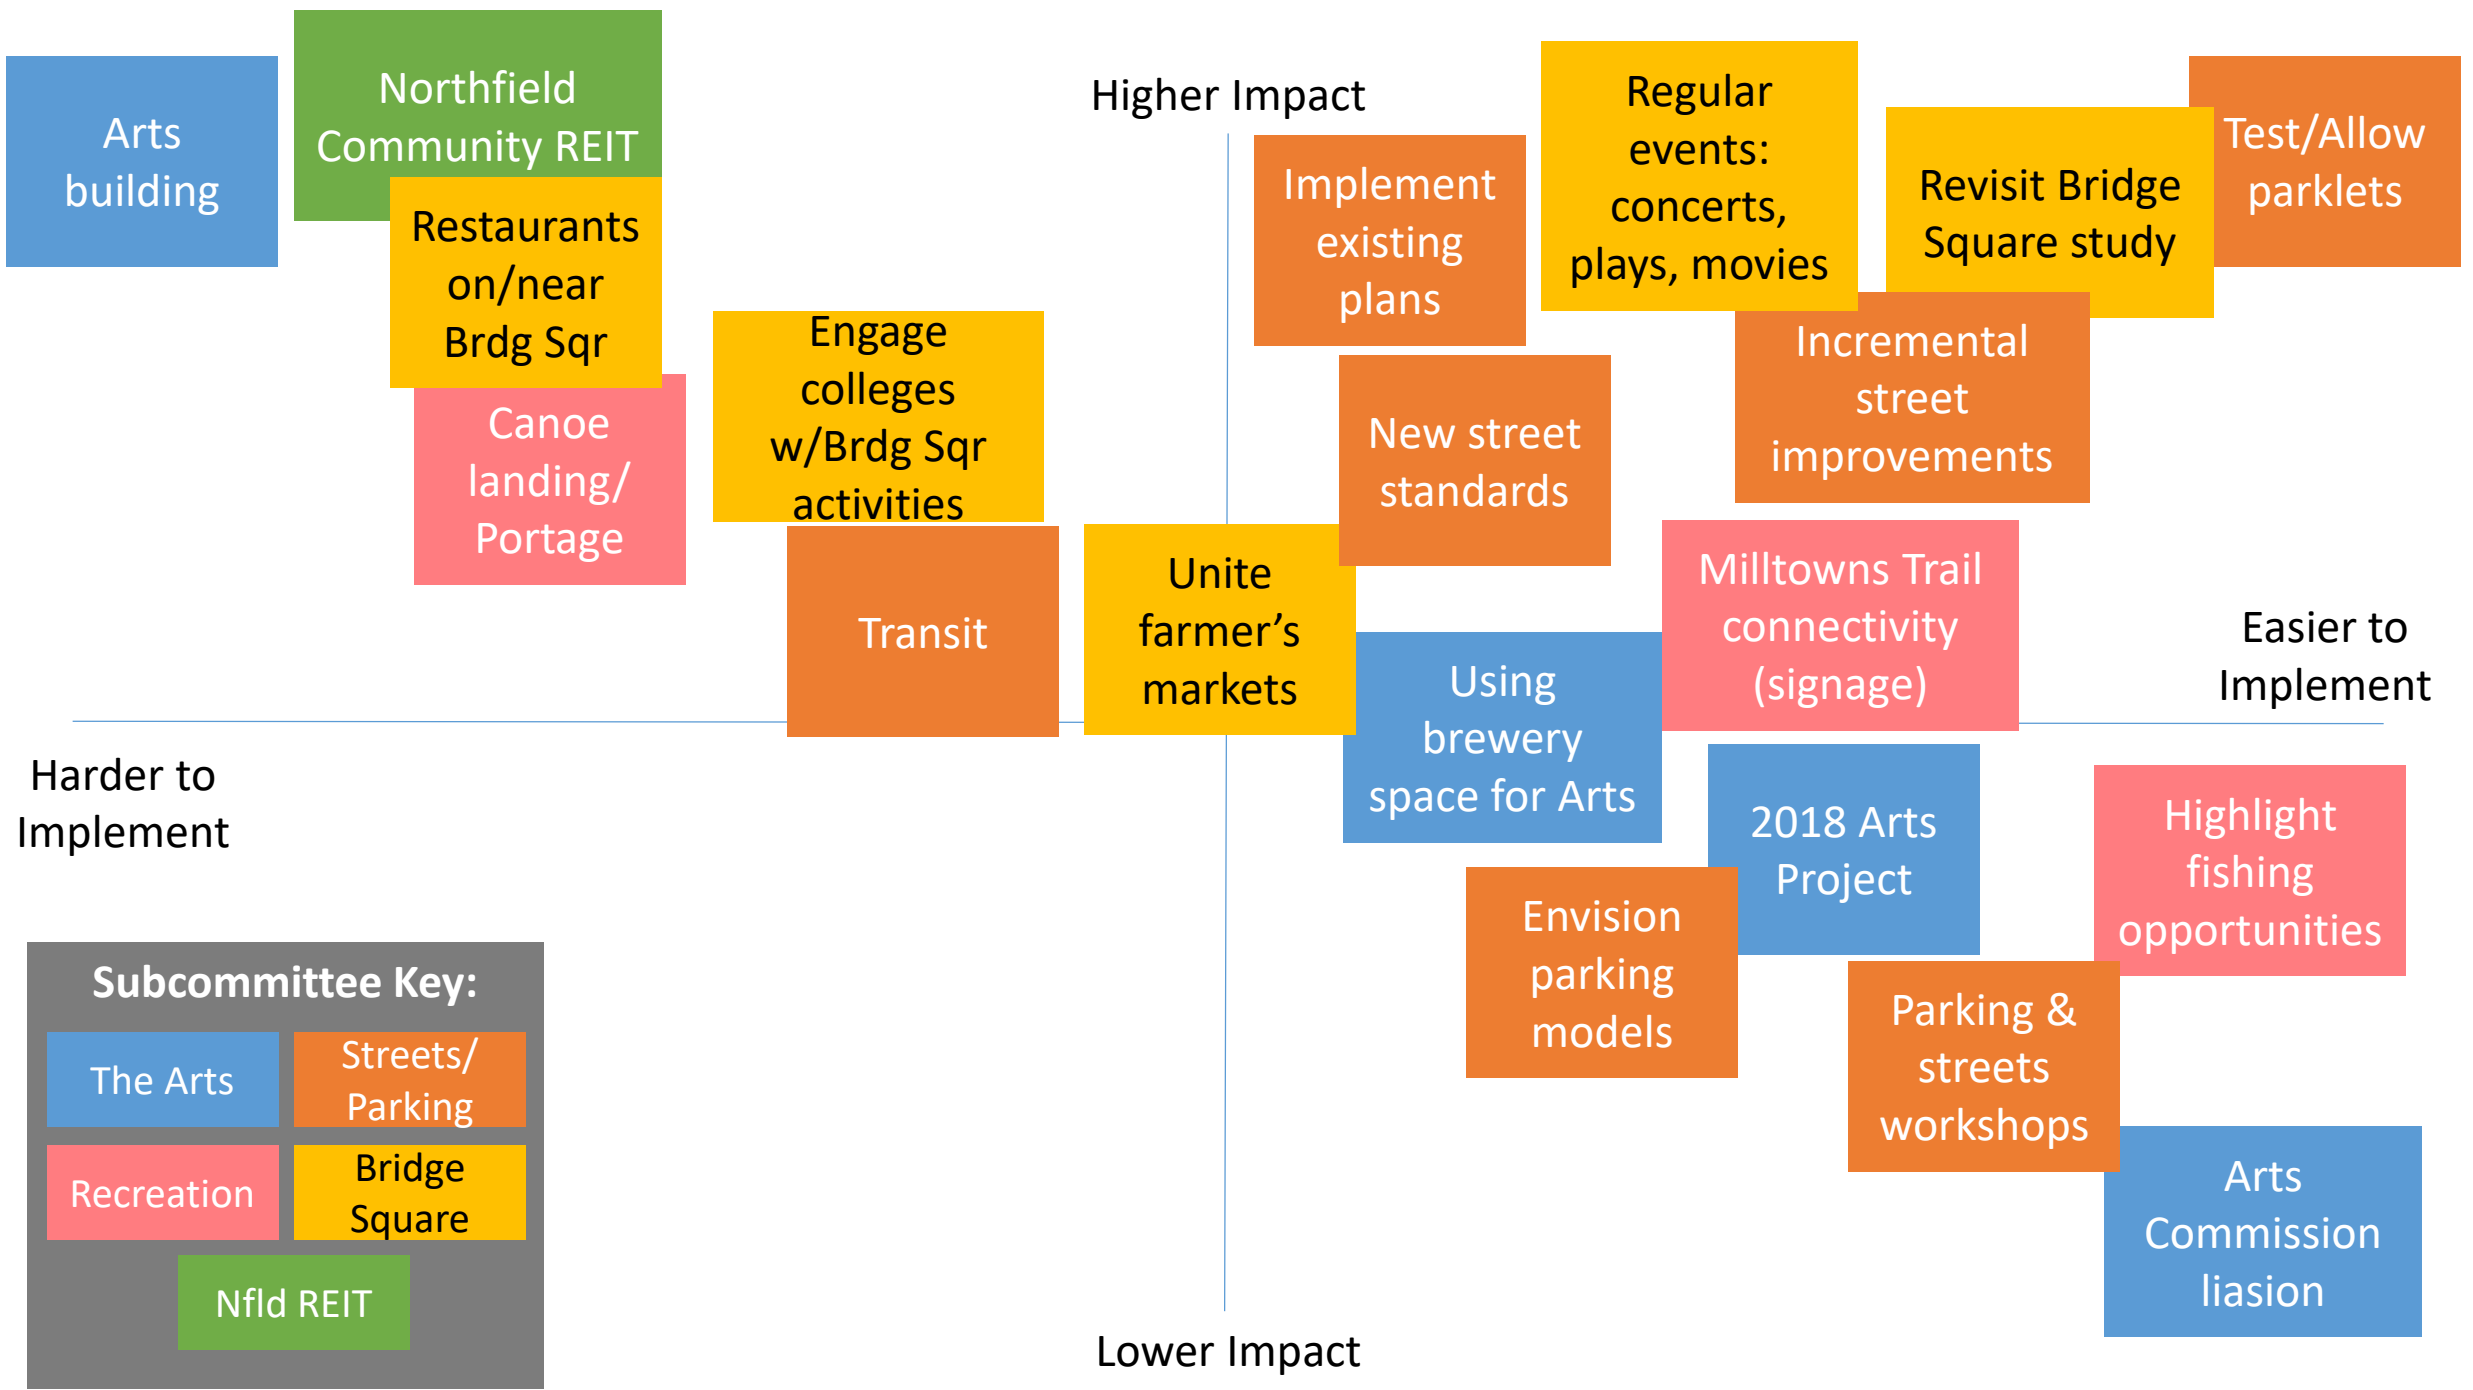 Arts
building
Northfield
Community REIT
Restaurants
on/near
Brdg Sqr
Canoe
landing/
Portage
Engage
colleges
w/Brdg Sqr
activities
Transit
Higher Impact
Implement
existing
plans
Regular
events:
concerts,
plays, movies
Revisit Bridge
Square study
Test/Allow
parklets
Incremental
street
improvements
New street
standards
Unite
farmer’s
markets
Using
brewery
space for Arts
Milltowns Trail
connectivity
(signage)
Easier to
Implement
Harder to
Implement
2018 Arts
Project
Highlight
fishing
opportunities
Envision
parking
models
Parking &
streets
workshops
Arts
Commission
liasion
Lower Impact
Subcommittee Key:
The Arts
Streets/
Parking
Recreation
Bridge
Square
Nfld REIT